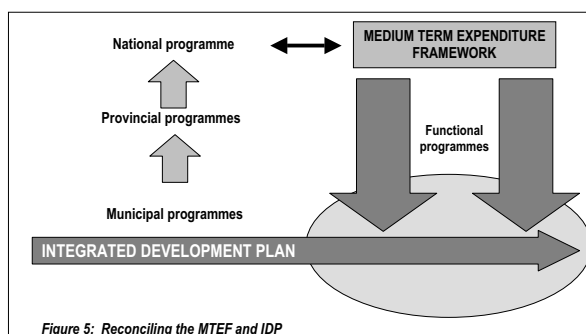 National programme
MEDIUM TERM EXPENDITURE
FRAMEWORK
Provincial programmes
Functional
programmes
Municipal programmes
INTEGRATED DEVELOPMENT PLAN
Figure 5: Reconciling the MTEF and IDP